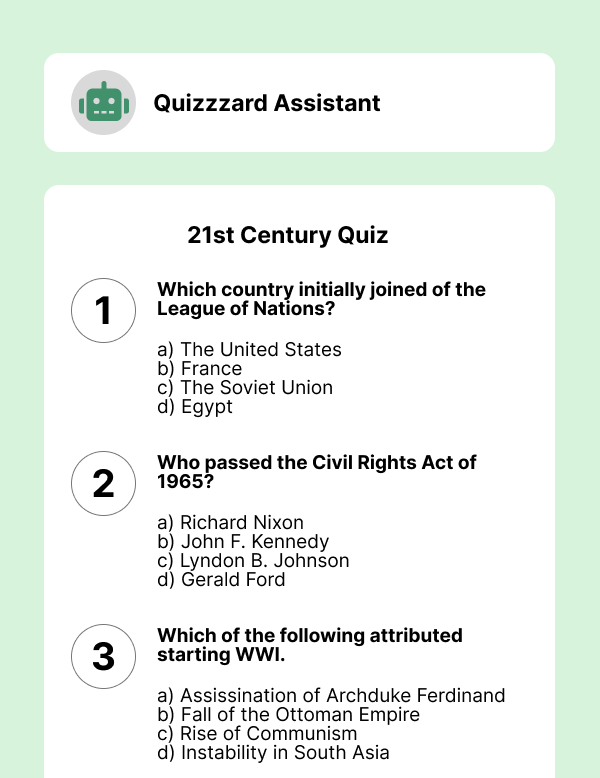 Quizzzard Assistant
21st Century Quiz
1
Which country initially joined of the
League of Nations?
a) The United States
b) France
c) The Soviet Union
d) Egypt
2
Who passed the Civil Rights Act of
1965?
a) Richard Nixon
b) John F. Kennedy
c) Lyndon B. Johnson
d) Gerald Ford
3
Which of the following attributed
starting WWI.
a) Assissination of Archduke Ferdinand
b) Fall of the Ottoman Empire
c) Rise of Communism
d) Instability in South Asia